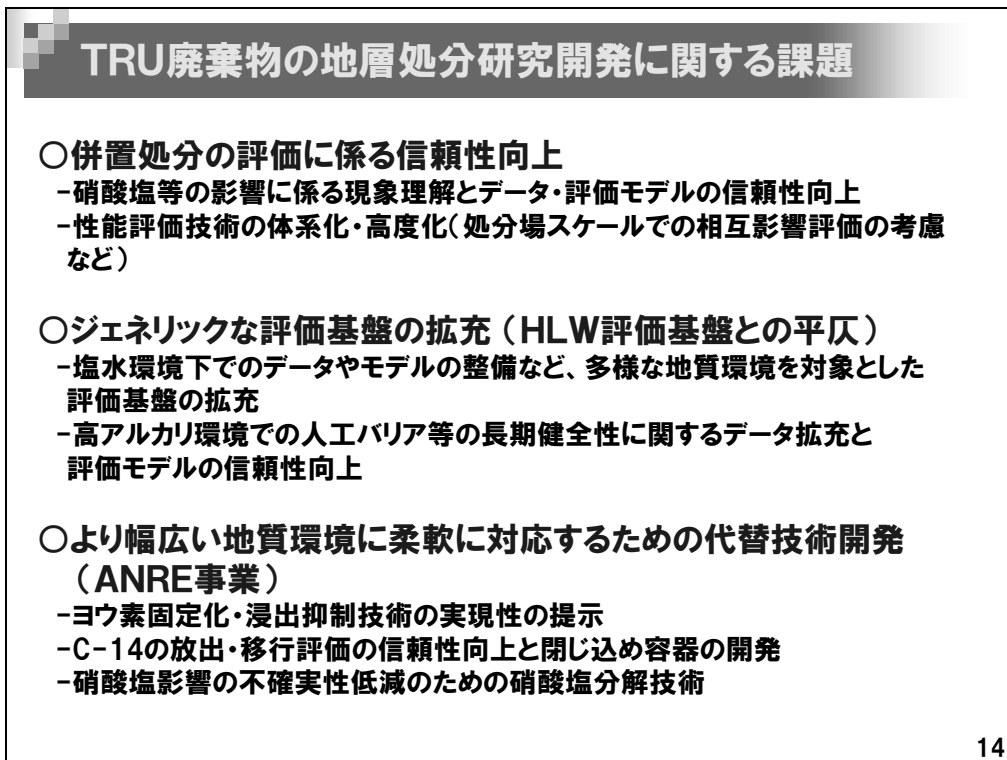 TRU廃棄物の地層処分研究開発に関する課題
○併置処分の評価に係る信頼性向上
-硝酸塩等の影響に係る現象理解とデータ・評価モデルの信頼性向上
-性能評価技術の体系化・高度化(処分場スケールでの相互影響評価の考慮
など)
○ジェネリックな評価基盤の拡充(HLW評価基盤との平仄)
-塩水環境下でのデータやモデルの整備など、多様な地質環境を対象とした
評価基盤の拡充
-高アルカリ環境での人工バリア等の長期健全性に関するデータ拡充と
評価モデルの信頼性向上
○より幅広い地質環境に柔軟に対応するための代替技術開発
(ANRE事業)
-ヨウ素固定化・浸出抑制技術の実現性の提示
-C-14の放出・移行評価の信頼性向上と閉じ込め容器の開発
-硝酸塩影響の不確実性低減のための硝酸塩分解技術
14